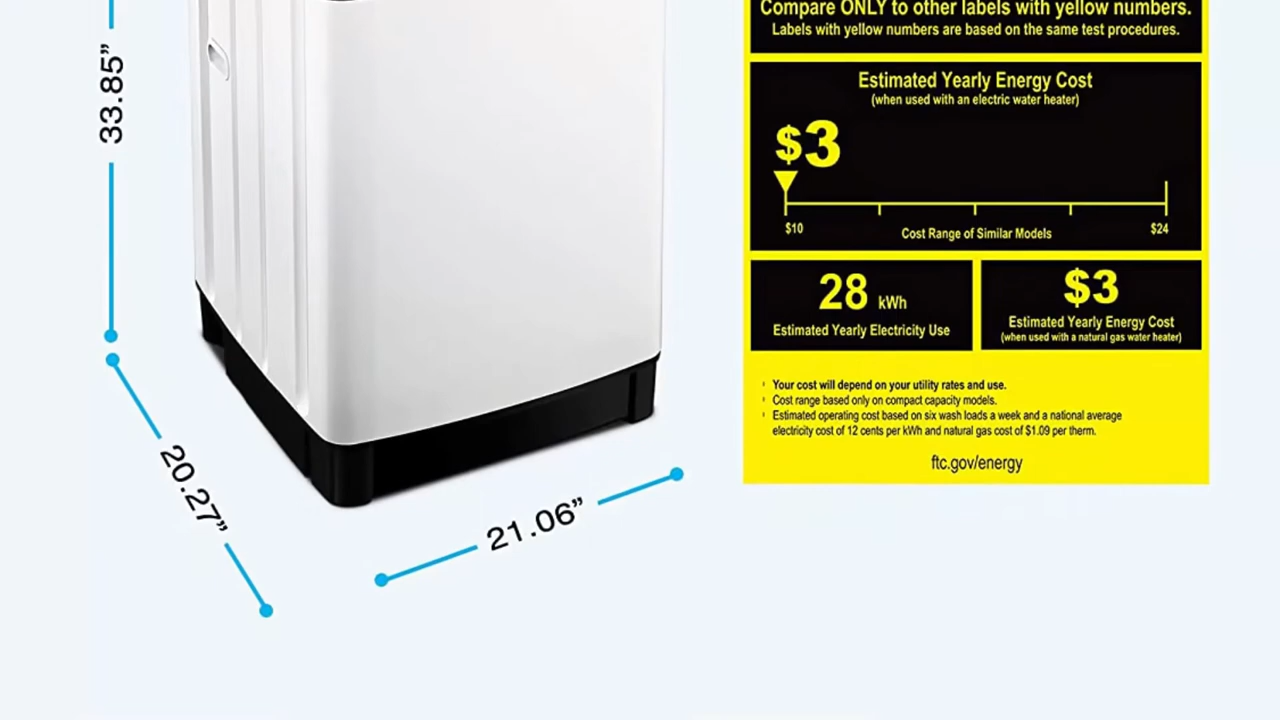 33.85”
20.27”
21.06”
Compare ONLY to other labels with yellow numbers.
Labels with yellow numbers are based on the same test procedures.
Estimated Yearly Energy Cost
(when used with an electric water heater)
$3
$10
Cost Range of Similar Models
$24
28 kWh
Estimated Yearly Electricity Use
$3
Estimated Yearly Energy Cost
(when used with a natural gas water heater)
Your cost will depend on your utility rates and use.
Cost range based only on compact capacity models.
Estimated operating cost based on six wash loads a week and a national average
electricity cost of 12 cents per kWh and natural gas cost of $1.09 per therm.
ftc.gov/energy